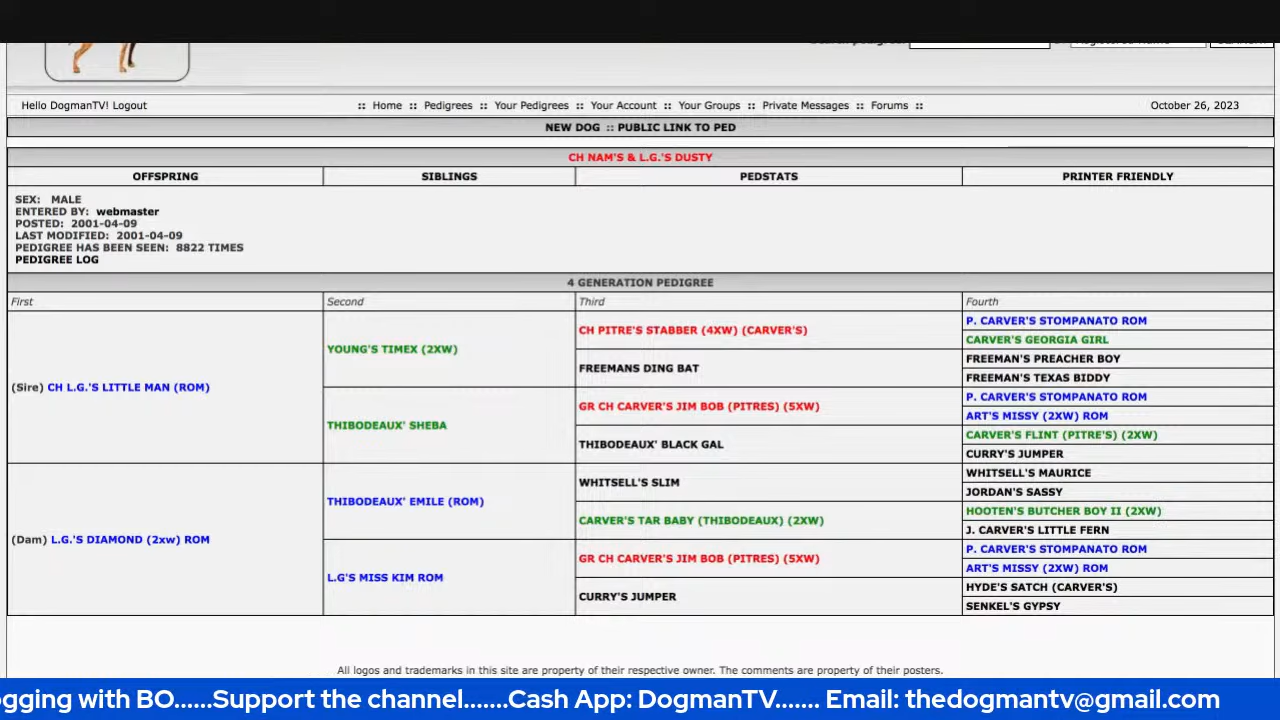 Hello DogmanTV! Logout
:: Home :: Pedigrees :: Your Pedigrees :: Your Account :: Your Groups :: Private Messages :: Forums ::
October 26, 2023
NEW DOG :: PUBLIC LINK TO PED
CH NAM'S & L.G.'S DUSTY
OFFSPRING SIBLINGS PEDSTATS PRINTER FRIENDLY
SEX: MALE
ENTERED BY: webmaster
POSTED: 2001-04-09
LAST MODIFIED: 2001-04-09
PEDIGREE HAS BEEN SEEN: 8822 TIMES
PEDIGREE LOG
4 GENERATION PEDIGREE
First Second Third Fourth
(Sire) CH L.G.'S LITTLE MAN (ROM)
(Dam) L.G.'S DIAMOND (2xw) ROM
YOUNG'S TIMEX (2XW)
THIBODEAUX' SHEBA
THIBODEAUX' EMILE (ROM)
L.G'S MISS KIM ROM
CH PITRE'S STABBER (4XW) (CARVER'S)
FREEMANS DING BAT
GR CH CARVER'S JIM BOB (PITRES) (5XW)
THIBODEAUX' BLACK GAL
WHITSELL'S SLIM
CARVER'S TAR BABY (THIBODEAUX) (2XW)
GR CH CARVER'S JIM BOB (PITRES) (5XW)
CURRY'S JUMPER
P. CARVER'S STOMPANATO ROM
CARVER'S GEORGIA GIRL
FREEMAN'S PREACHER BOY
FREEMAN'S TEXAS BIDDY
P. CARVER'S STOMPANATO ROM
ART'S MISSY (2XW) ROM
CARVER'S FLINT (PITRE'S) (2XW)
CURRY'S JUMPER
WHITSELL'S MAURICE
JORDAN'S SASSY
HOOTEN'S BUTCHER BOY II (2XW)
J. CARVER'S LITTLE FERN
P. CARVER'S STOMPANATO ROM
ART'S MISSY (2XW) ROM
HYDE'S SATCH (CARVER'S)
SENKEL'S GYPSY
All logos and trademarks in this site are property of their respective owner. The comments are property of their posters.
ogging with BO......Support the channel.......Cash App: DogmanTV....... Email: thedogmantv@gmail.com